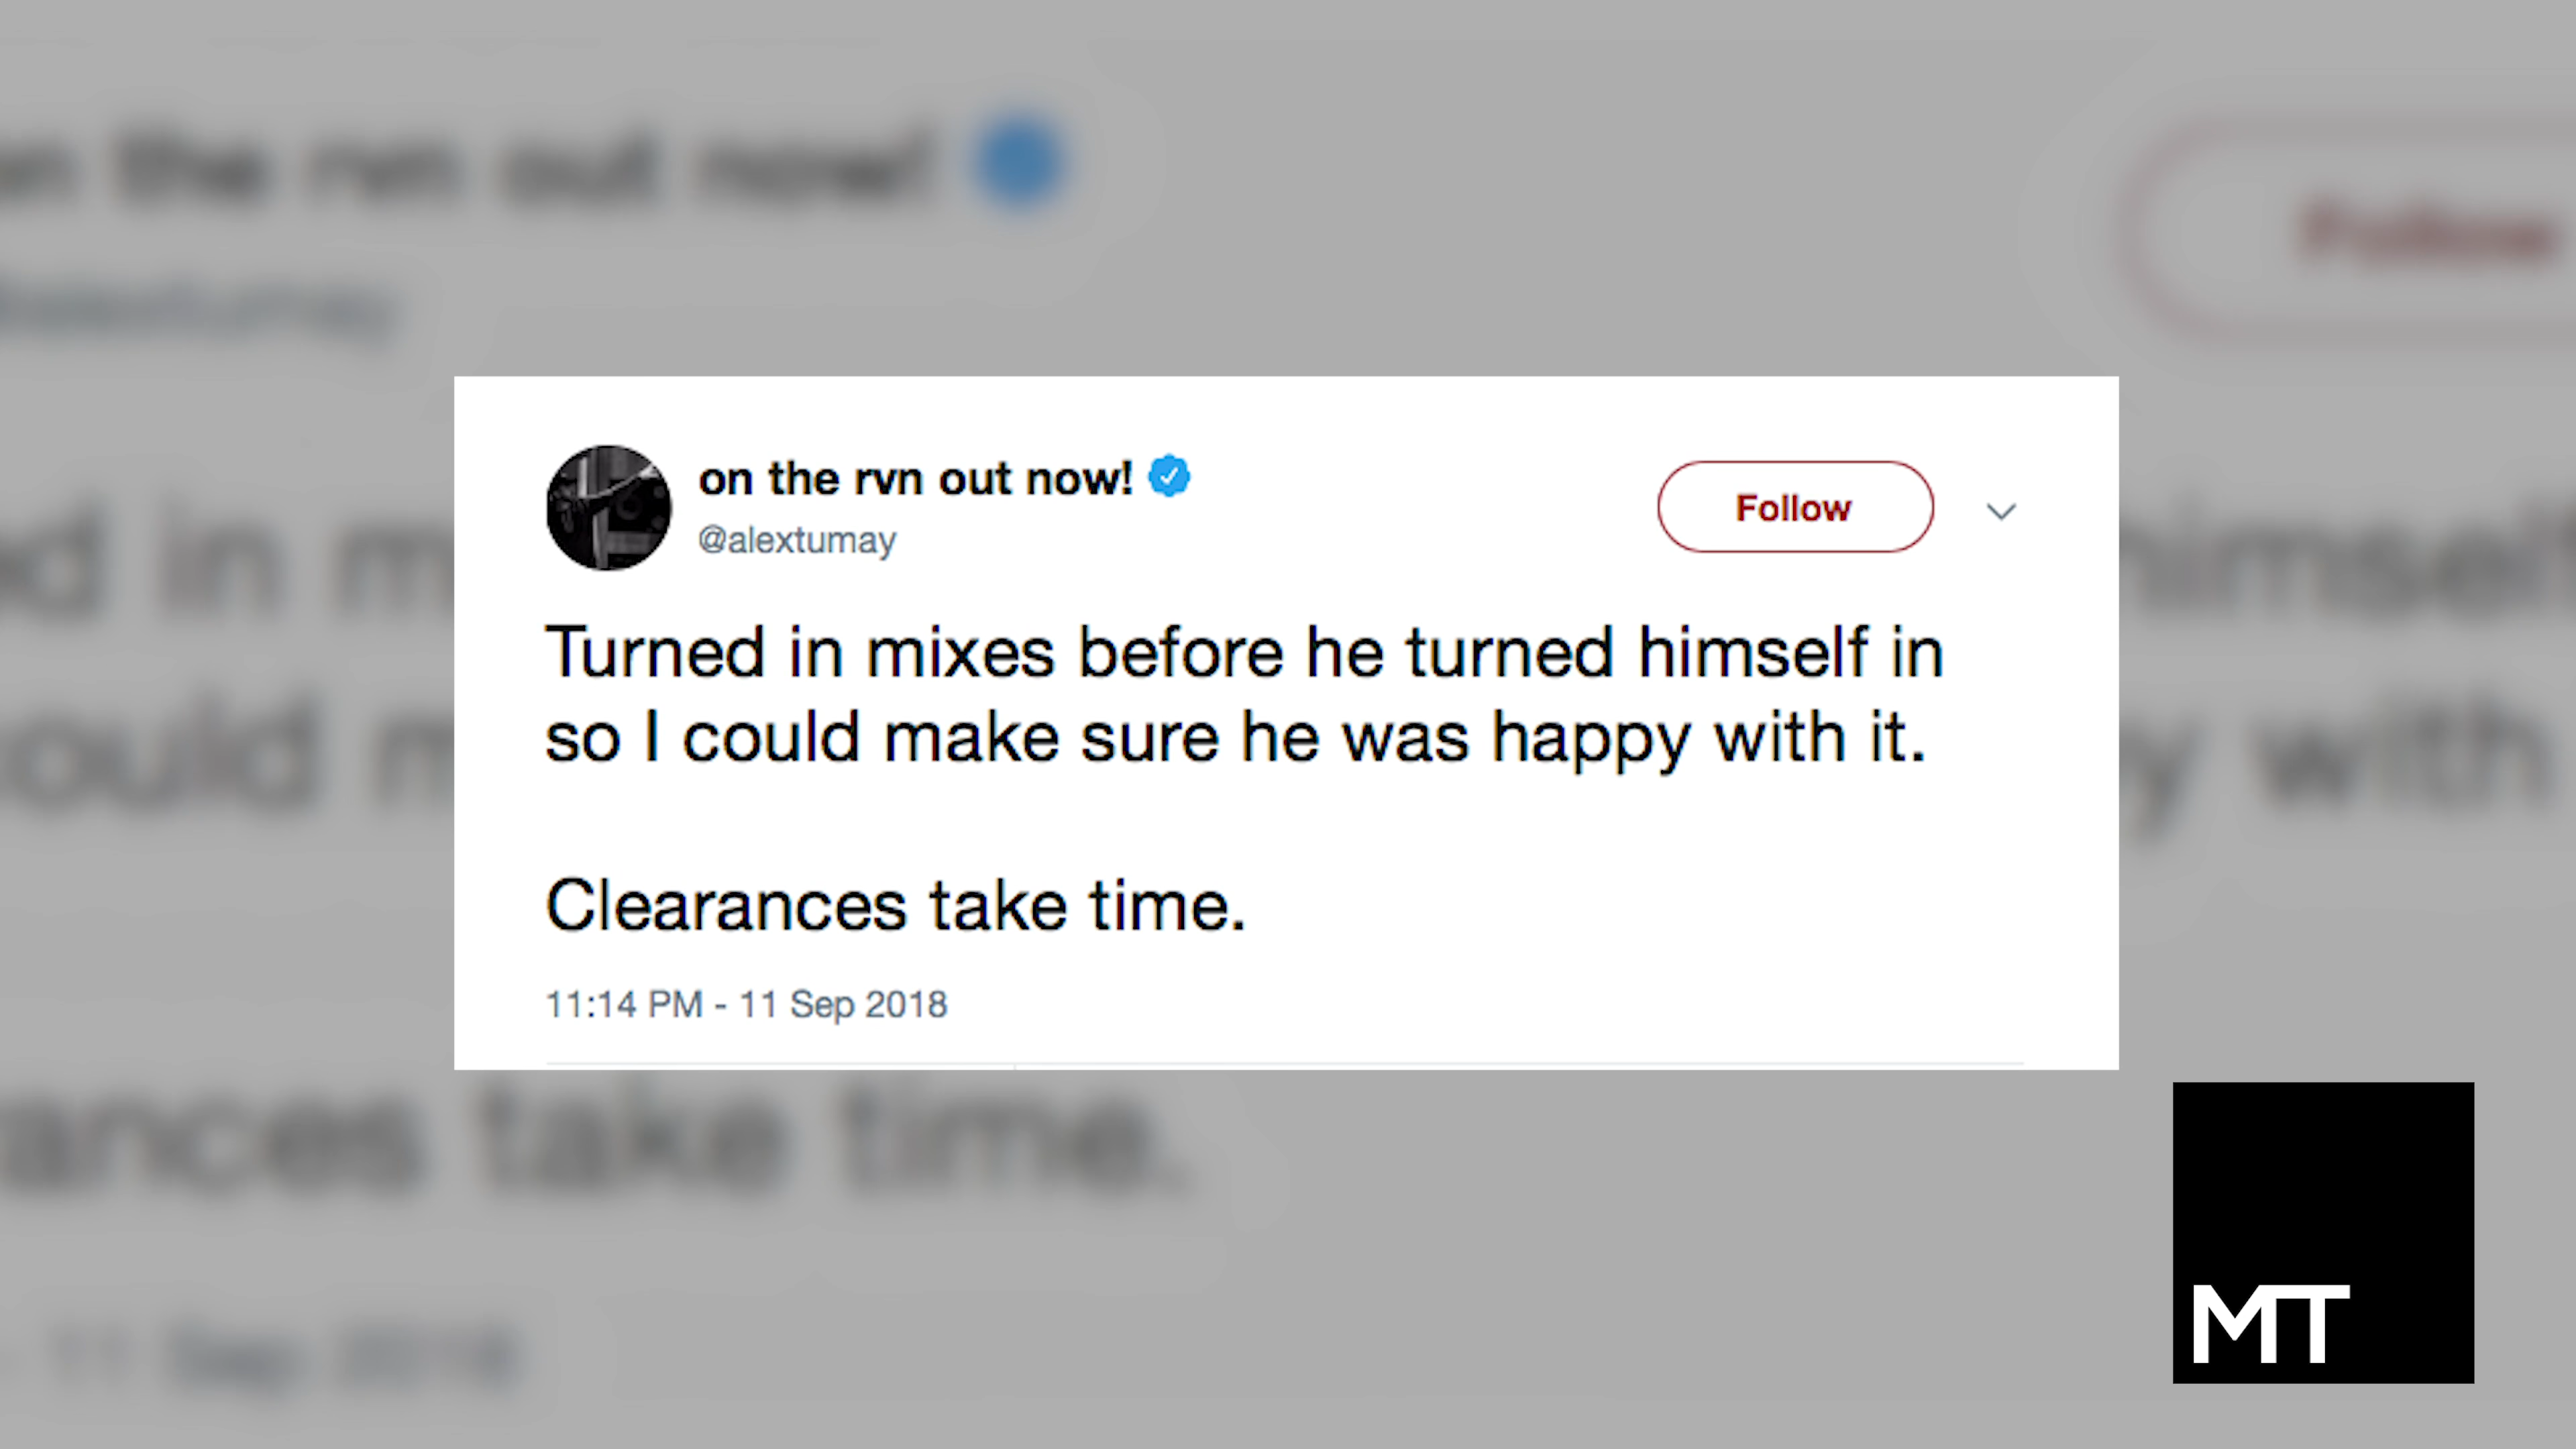 on the rvn out now!
@alextumay
Follow
Turned in mixes before he turned himself in
so I could make sure he was happy with it.
Clearances take time.
11:14 PM - 11 Sep 2018
MT